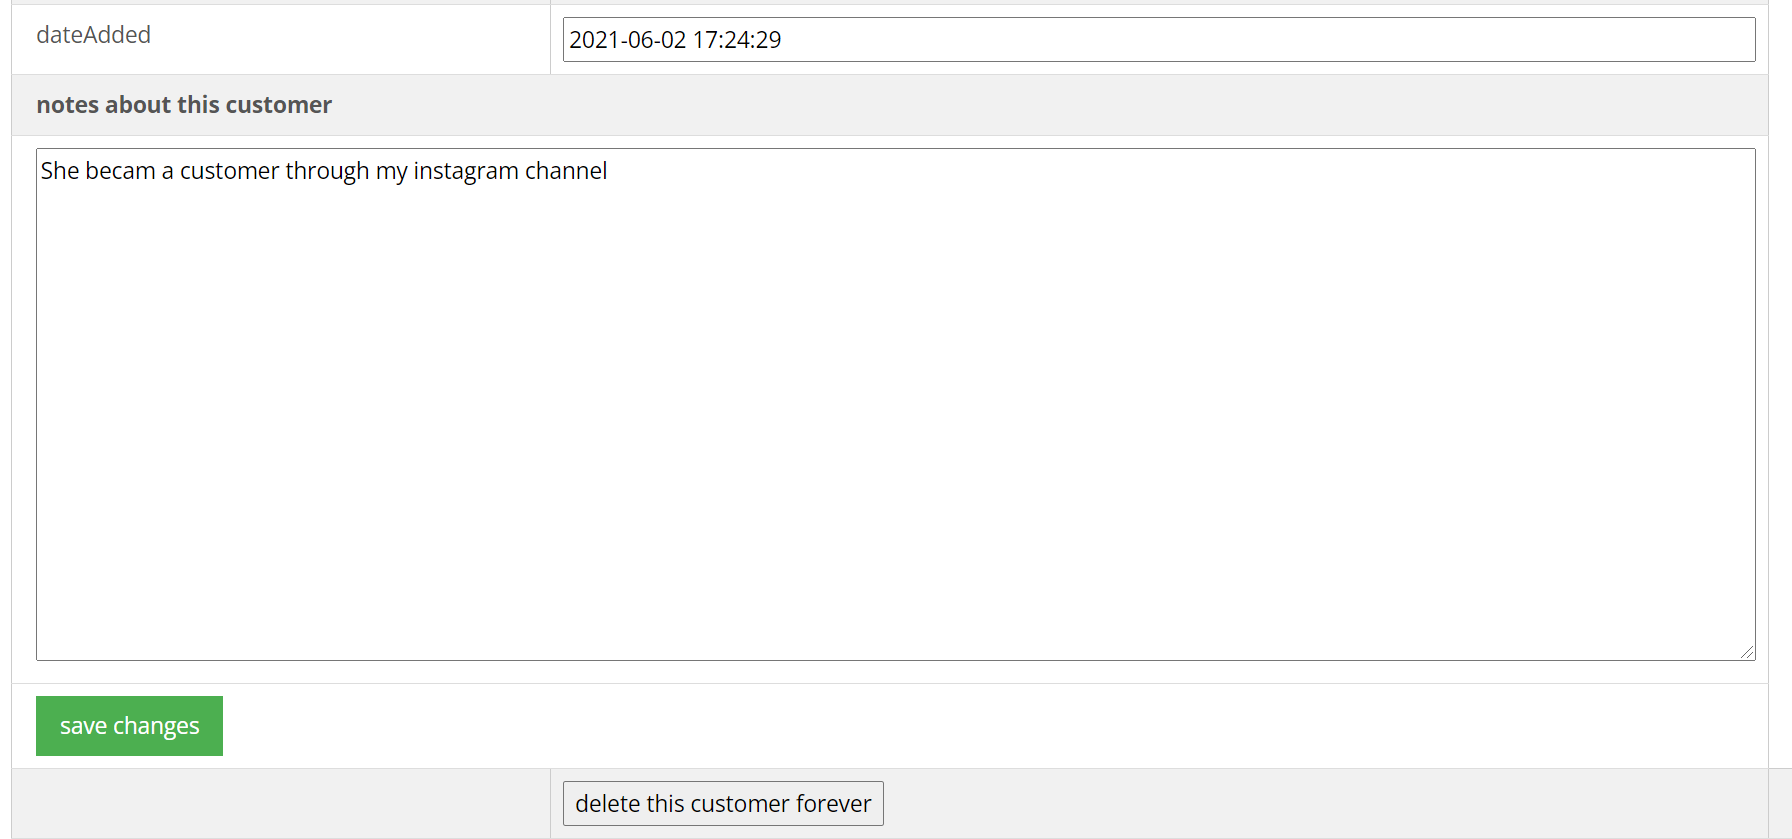 dateAdded
2021-06-02 17:24:29
notes about this customer
She becam a customer through my instagram channel
save changes
delete this customer forever